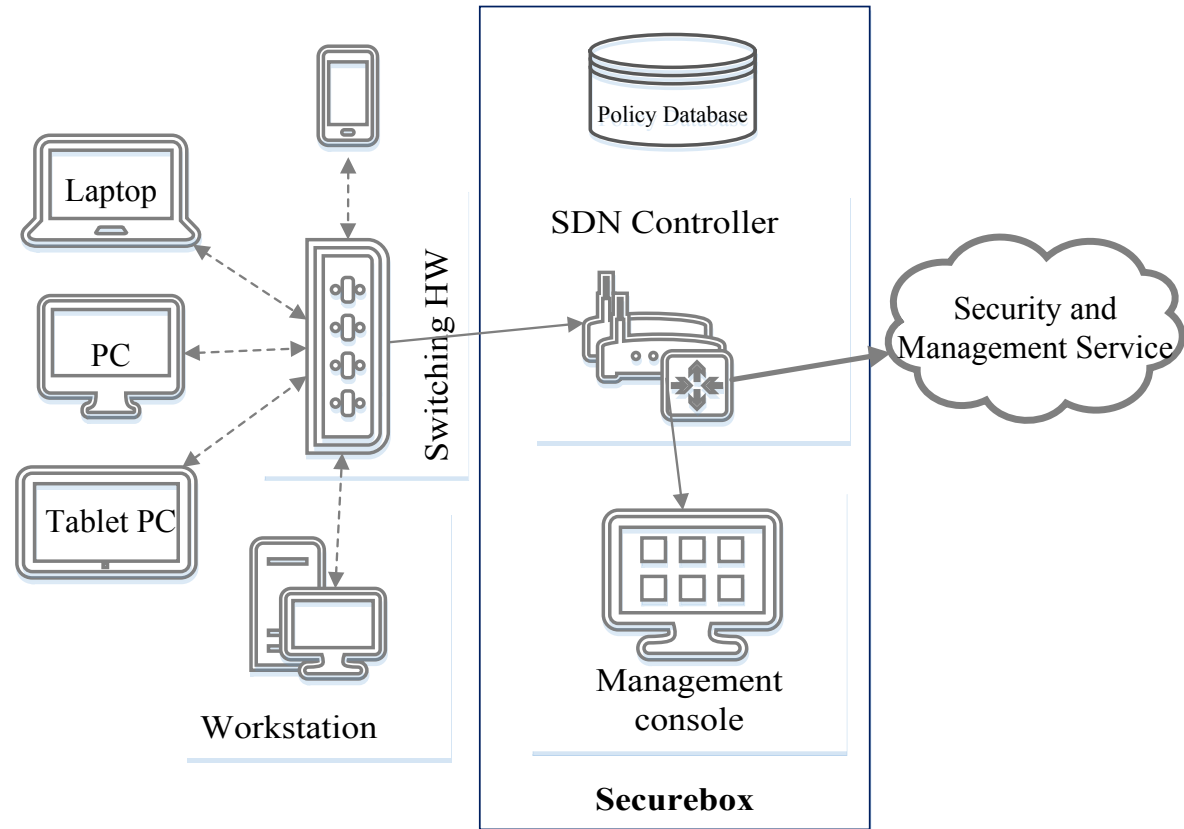 Policy Database
Laptop
SDN Controller
Switching HW
Security and
Management Service
PC
Tablet PC
Management
console
Workstation
Securebox